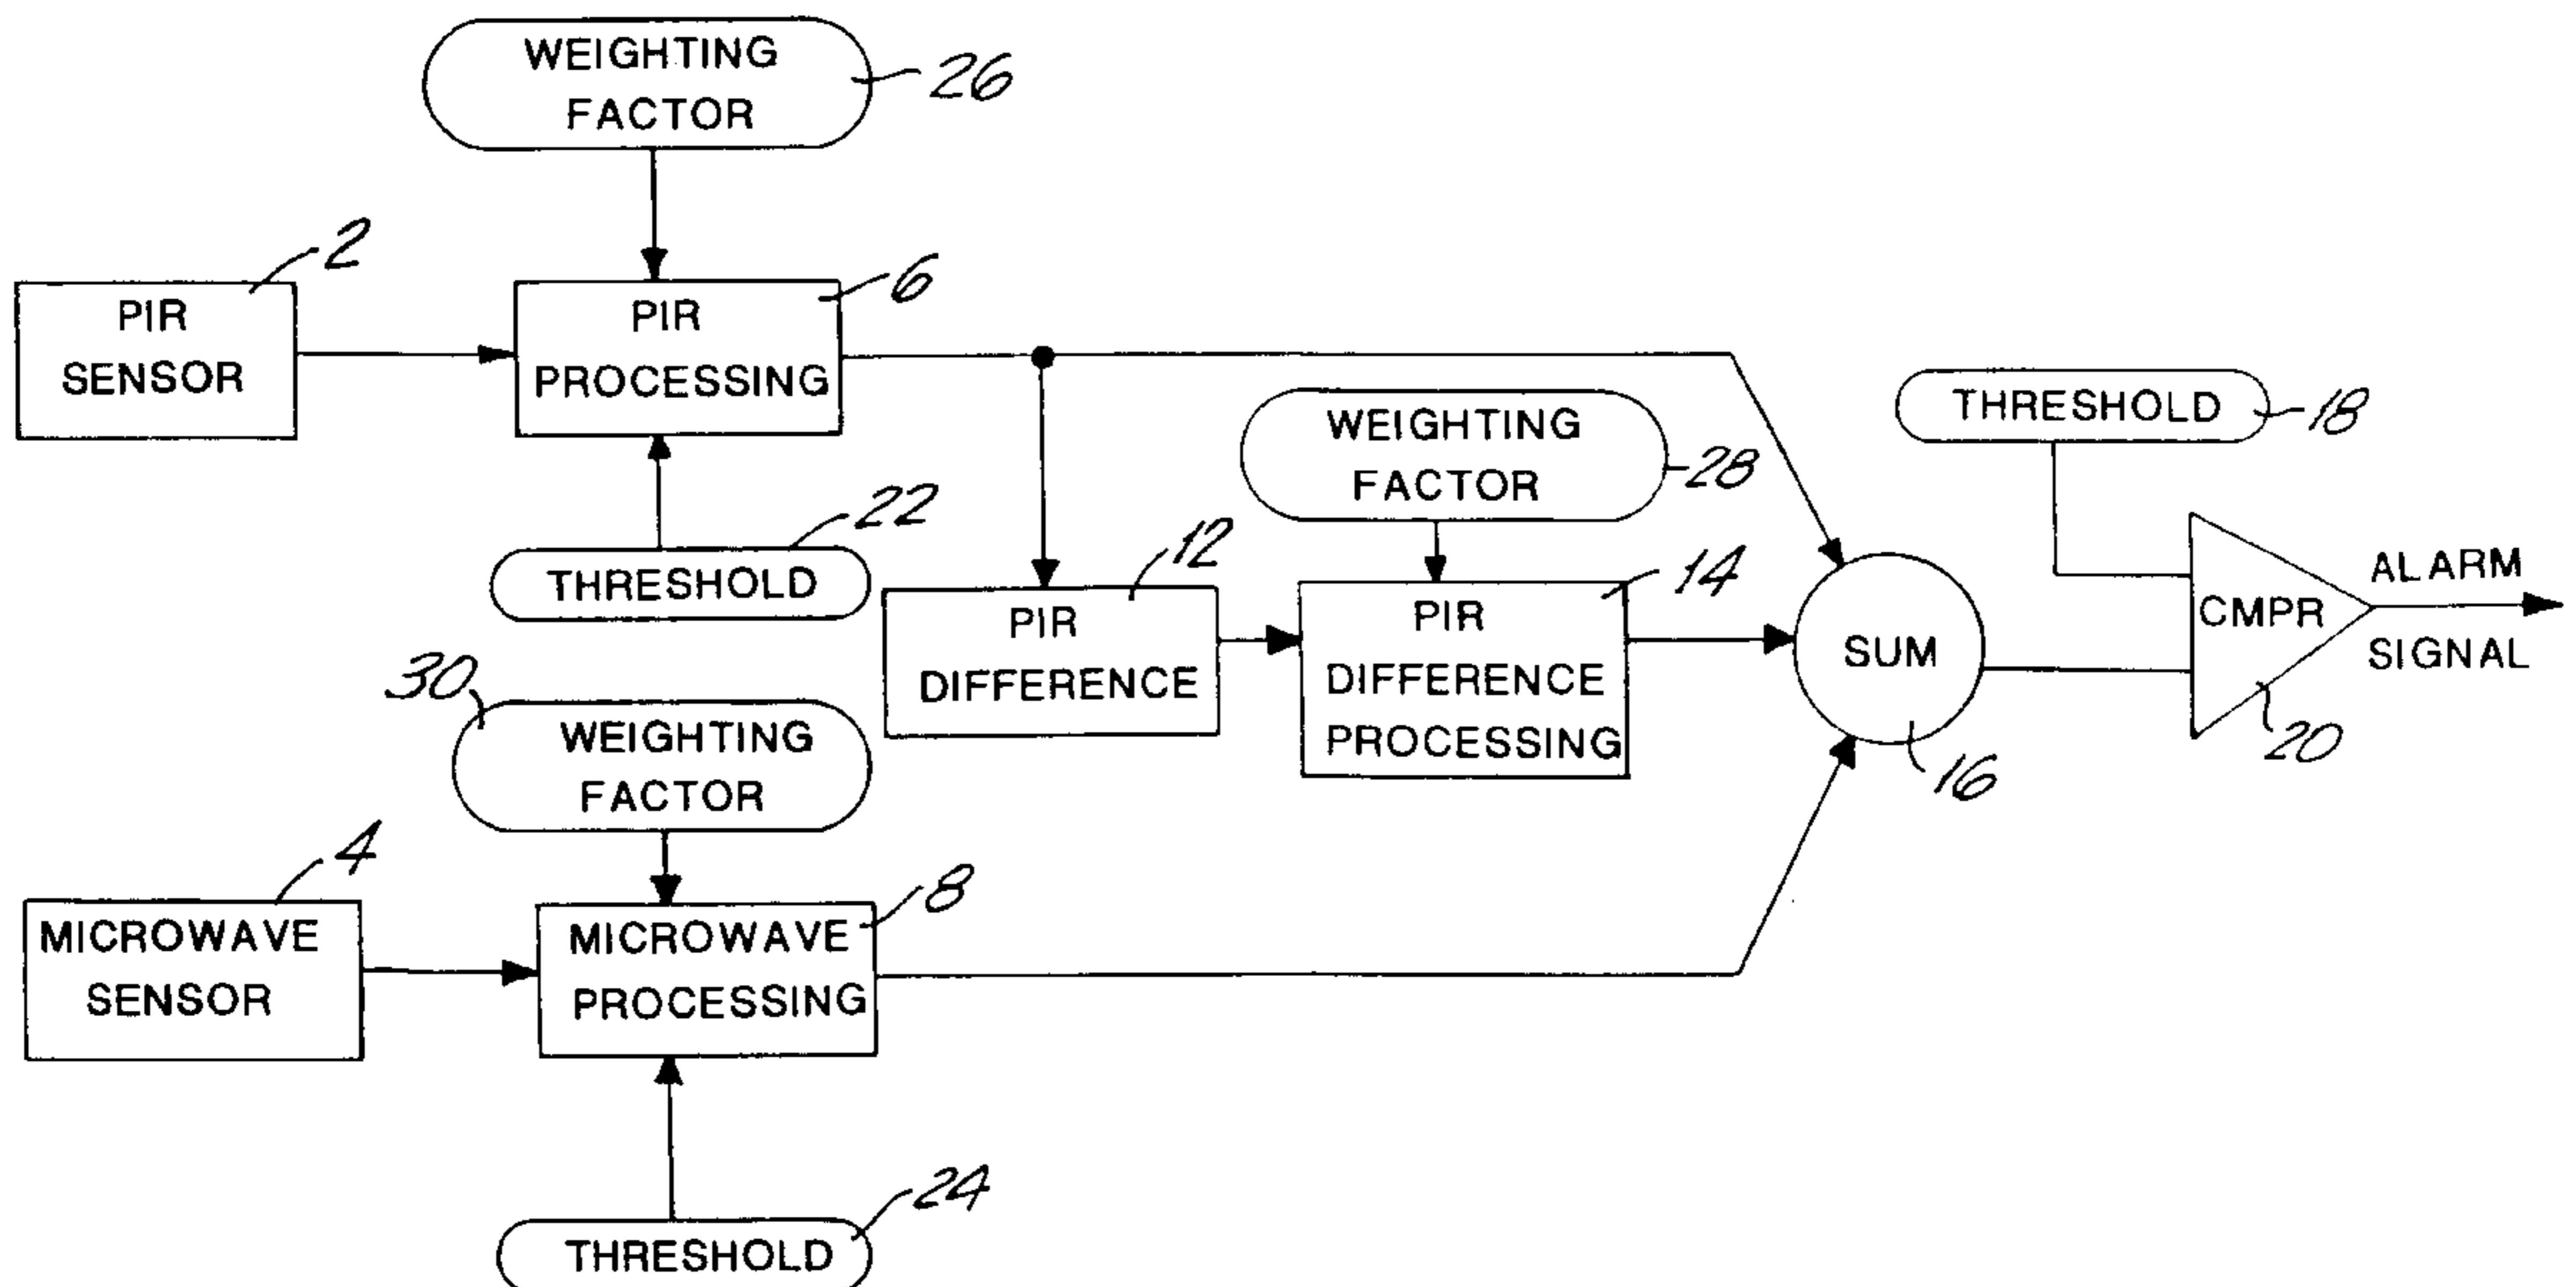 WEIGHTING
FACTOR
26
2
PIR
SENSOR
6
PIR
PROCESSING
22
THRESHOLD
WEIGHTING
FACTOR
28
THRESHOLD
18
12
PIR
DIFFERENCE
14
PIR
DIFFERENCE
PROCESSING
SUM
16
CMPR
20
ALARM
SIGNAL
30
WEIGHTING
FACTOR
4
MICROWAVE
SENSOR
8
MICROWAVE
PROCESSING
24
THRESHOLD